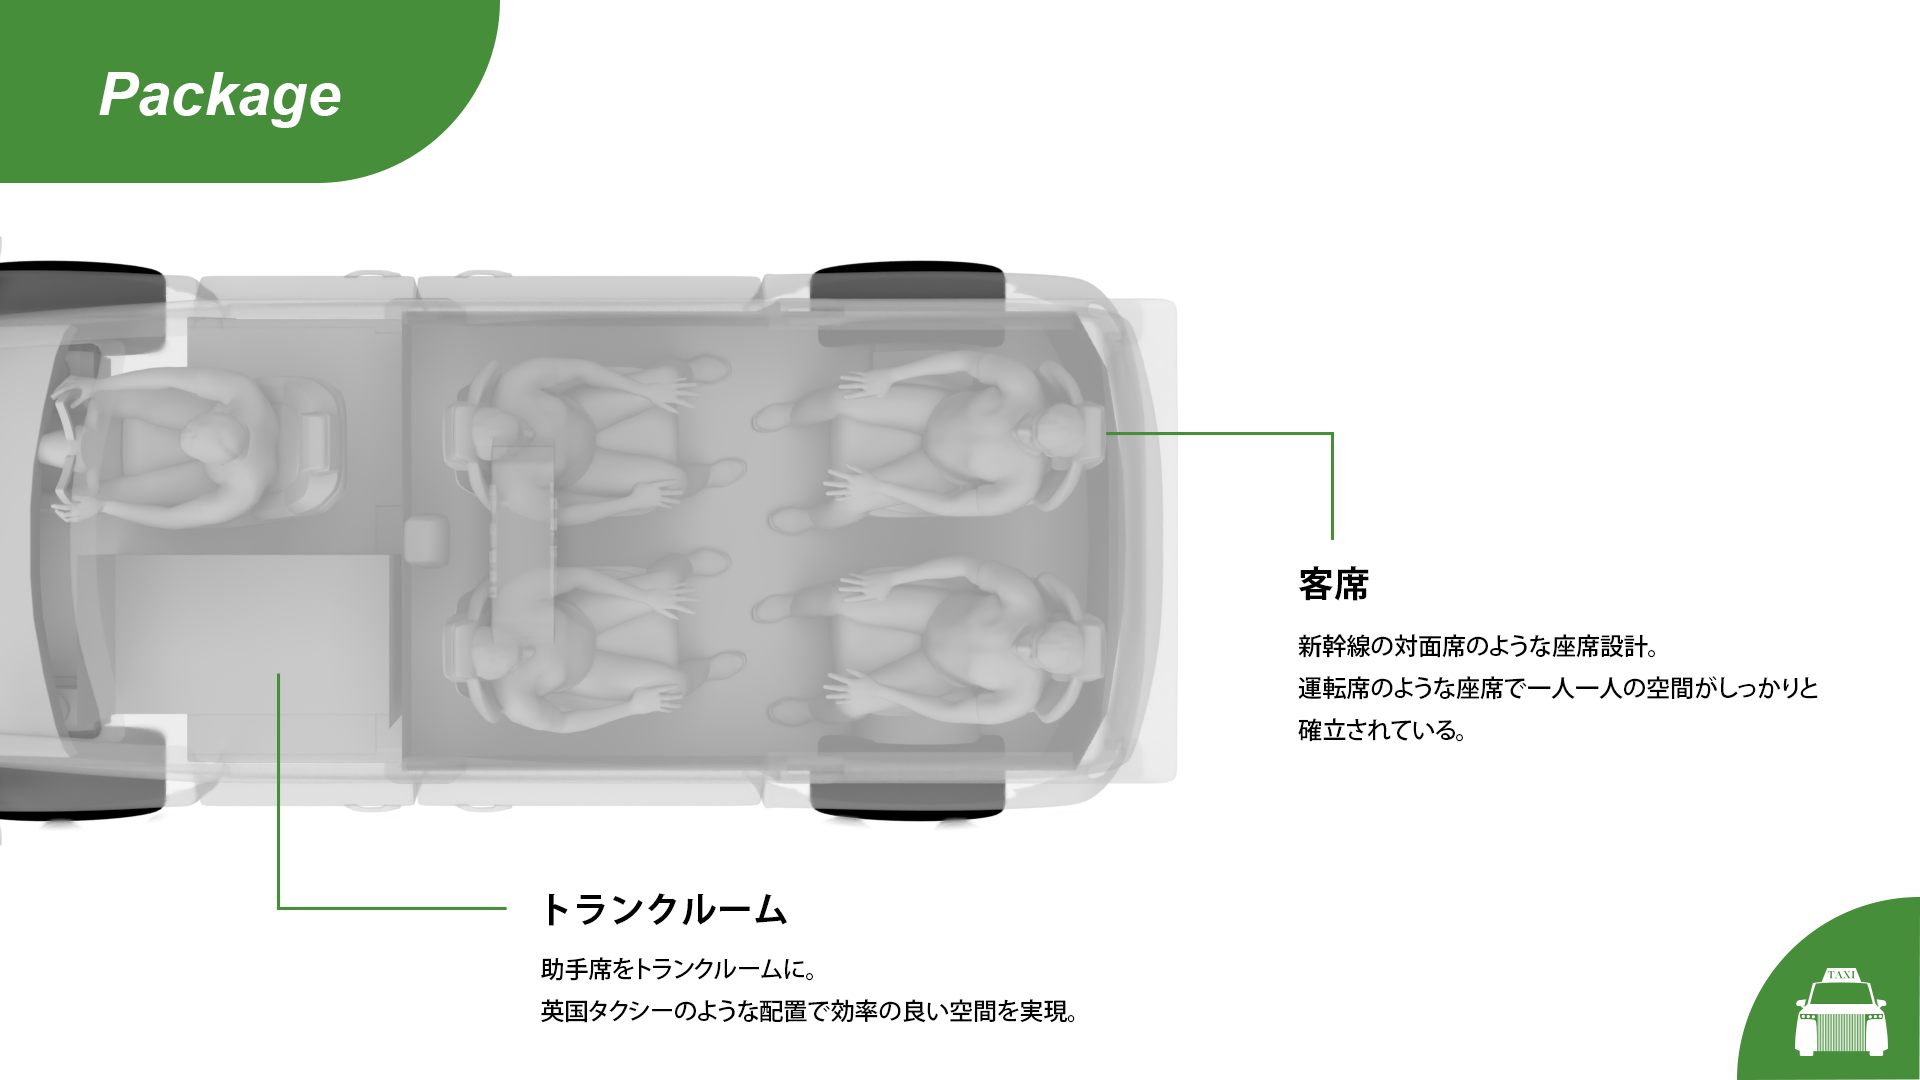 Package
客席
新幹線の対面席のような座席設計。
運転席のような座席で一人一人の空間がしっかりと
確立されている。
トランクルーム
助手席をトランクルームに。
英国タクシーのような配置で効率の良い空間を実現。
TAXI